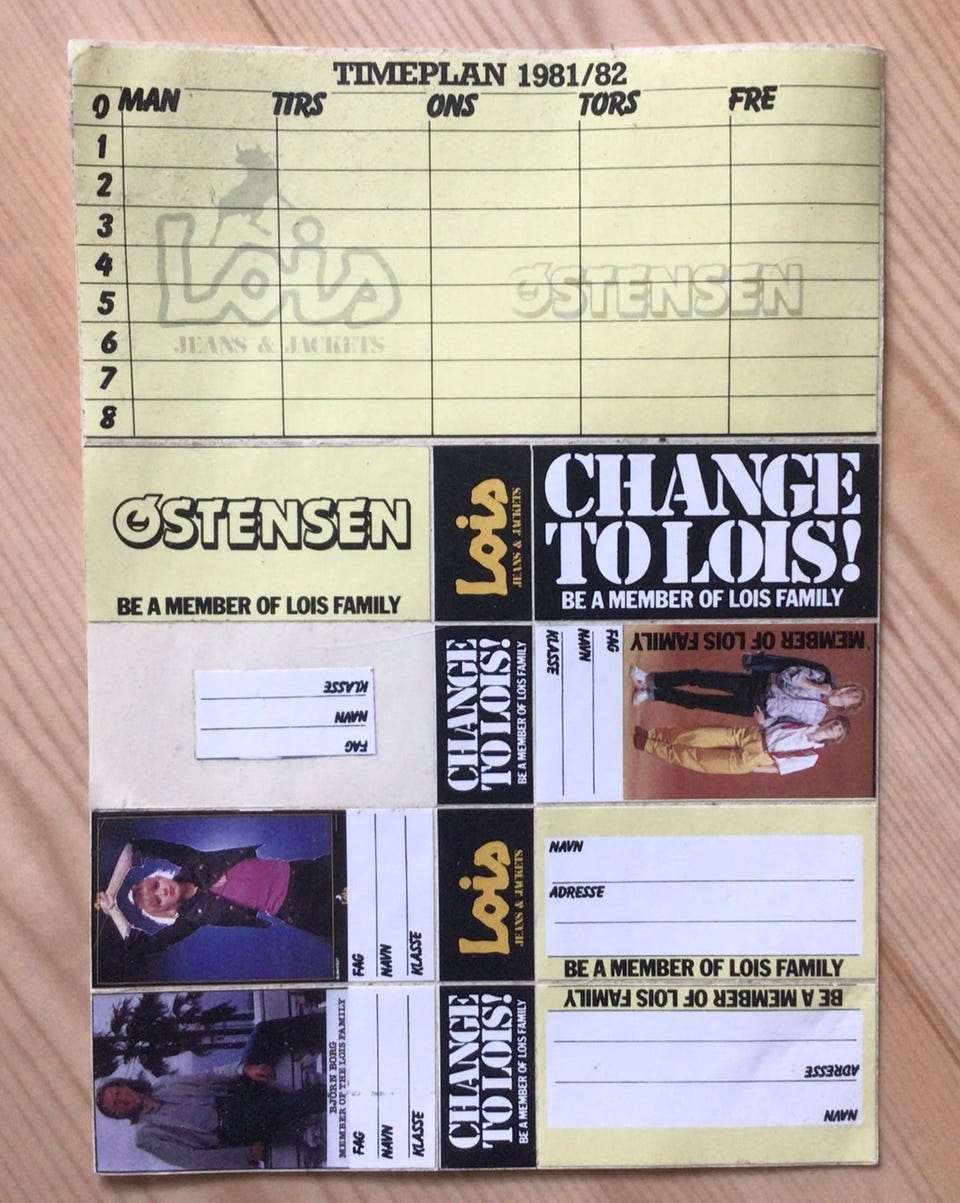 TIMEPLAN 1981/82
0 MAN TIRS ONS TORS FRE
1
2
3
4
5
6
7
8
Lois
JEANS & JACKETS
ØSTENSEN
ØSTENSEN
BE A MEMBER OF LOIS FAMILY
Lois
JEANS & JACKETS
CHANGE
TO LOIS!
BE A MEMBER OF LOIS FAMILY
KLASSE
NAVN
FAG
CHANGE
TO LOIS!
BE A MEMBER OF LOIS FAMILY
FAG
NAVN
KLASSE
MEMBER OF LOIS FAMILY
Lois
FAG
NAVN
KLASSE
Lois
JEANS & JACKETS
NAVN
ADRESSE
BE A MEMBER OF LOIS FAMILY
BJÖRN BORG
MEMBER OF THE LOIS FAMILY
FAG
NAVN
KLASSE
CHANGE
TO LOIS!
BE A MEMBER OF LOIS FAMILY
BE A MEMBER OF LOIS FAMILY
ADRESSE
NAVN